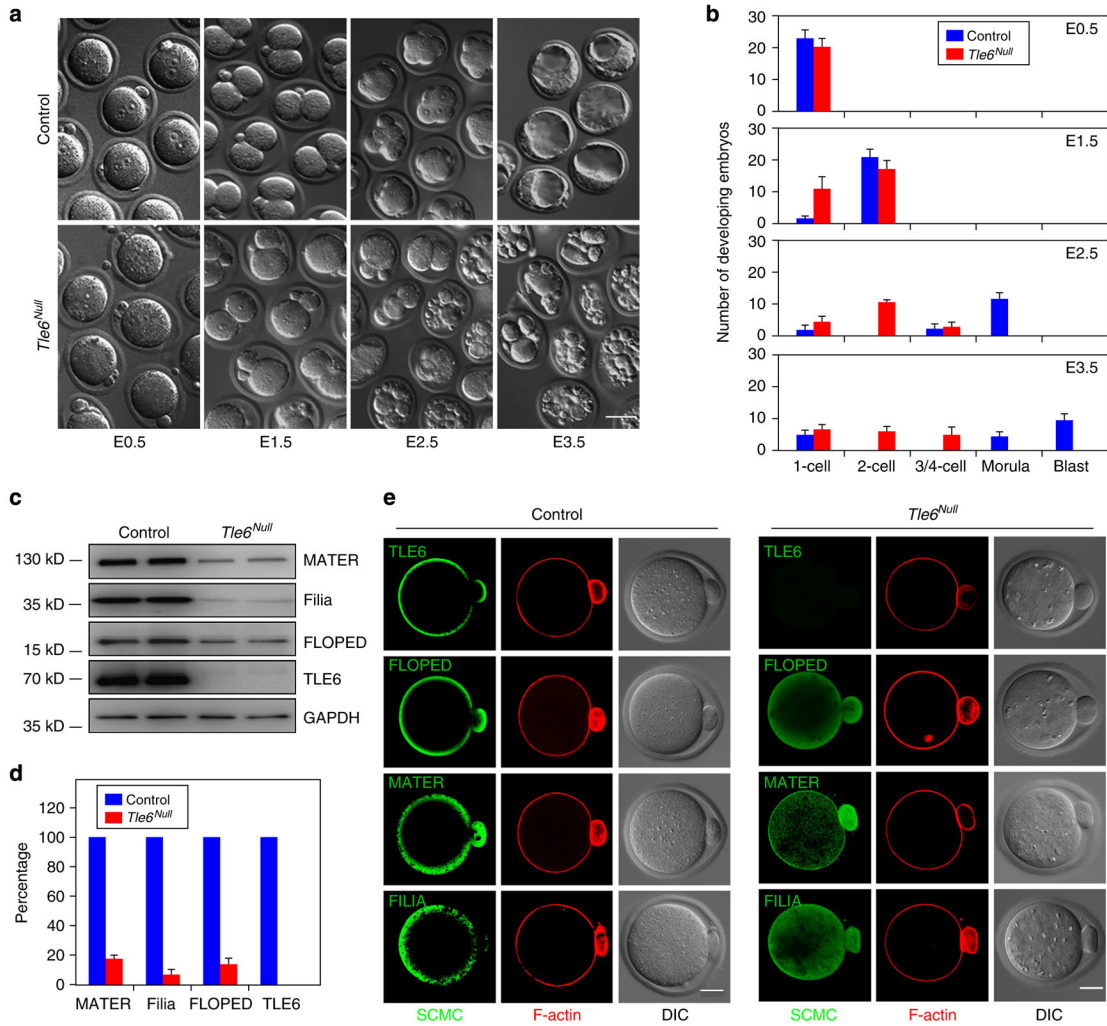 a
Control
Tle6Null
E0.5
E1.5
E2.5
E3.5
b
Number of developing embryos
Control
Tle6Null
E0.5
30
20
10
0
E1.5
30
20
10
0
E2.5
30
20
10
0
E3.5
30
20
10
0
1-cell
2-cell
3/4-cell
Morula
Blast
c
Control
Tle6Null
130 kD
MATER
35 kD
Filia
15 kD
FLOPED
70 kD
TLE6
35 kD
GAPDH
d
Percentage
120
100
80
60
40
20
0
Control
Tle6Null
MATER
Filia
FLOPED
TLE6
e
Control
Tle6Null
TLE6
TLE6
FLOPED
FLOPED
MATER
MATER
FILIA
FILIA
SCMC
F-actin
DIC
SCMC
F-actin
DIC